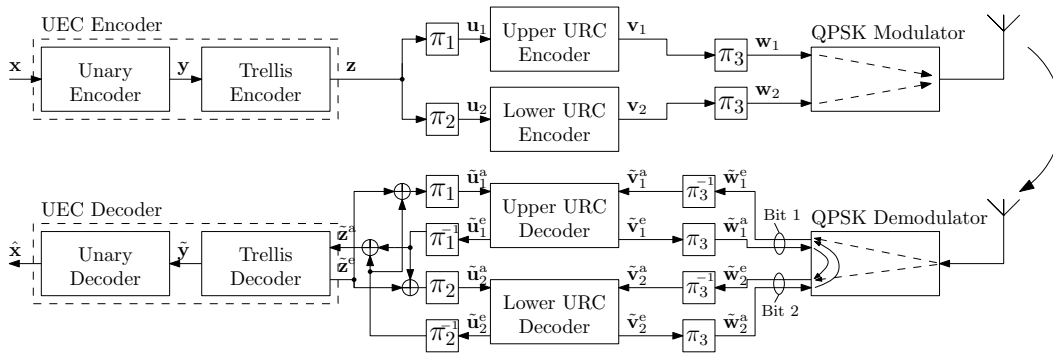 UEC Encoder
x
Unary Encoder
y
Trellis Encoder
z
π₁
u₁
Upper URC Encoder
v₁
π₃
w₁
QPSK Modulator
π₂
u₂
Lower URC Encoder
v₂
π₃
w₂
UEC Decoder
x̂
Unary Decoder
ỹ
Trellis Decoder
z̃ᵃ
z̃ᵉ
π₁
ũ₁ᵃ
Upper URC Decoder
ṽ₁ᵃ
π₃⁻¹
w̃₁ᵉ
π₁⁻¹
ũ₁ᵉ
ṽ₁ᵉ
π₃
w̃₁ᵃ
Bit 1
QPSK Demodulator
π₂
ũ₂ᵃ
Lower URC Decoder
ṽ₂ᵃ
π₃⁻¹
w̃₂ᵉ
π₂⁻¹
ũ₂ᵉ
ṽ₂ᵉ
π₃
w̃₂ᵃ
Bit 2